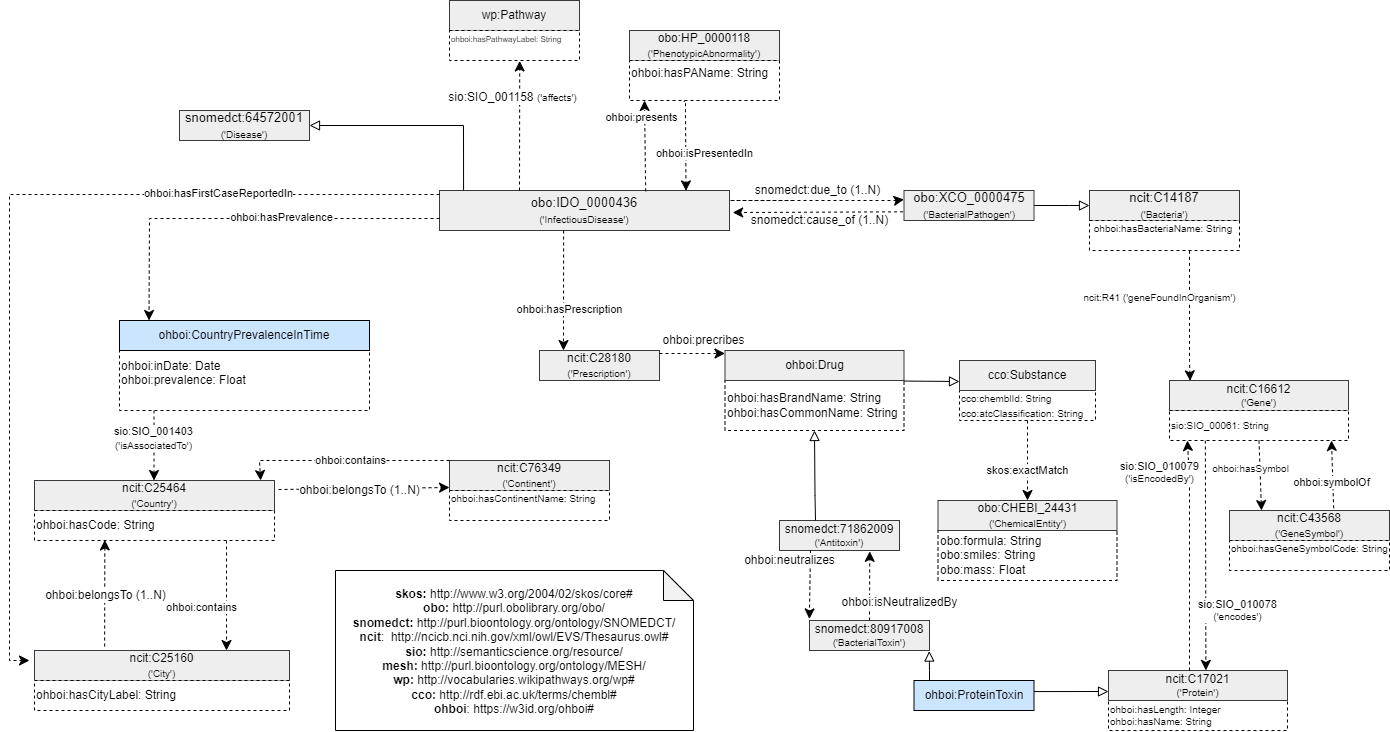 wp:Pathway
ohboi:hasPathwayLabel: String
obo:HP_0000118
('PhenotypicAbnormality')
ohboi:hasPAName: String
sio:SIO_001158 ('affects')
ohboi:presents
snomedct:64572001
('Disease')
ohboi:isPresentedIn
ohboi:hasFirstCaseReportedIn
obo:IDO_0000436
('InfectiousDisease')
snomedct:due_to (1..N)
snomedct:cause_of (1..N)
obo:XCO_0000475
('BacterialPathogen')
ncit:C14187
('Bacteria')
ohboi:hasBacteriaName: String
ohboi:hasPrevalence
ncit:R41 ('geneFoundInOrganism')
ohboi:hasPrescription
ohboi:CountryPrevalenceInTime
ohboi:inDate: Date
ohboi:prevalence: Float
ncit:C28180
('Prescription')
ohboi:precribes
ohboi:Drug
ohboi:hasBrandName: String
ohboi:hasCommonName: String
cco:Substance
cco:chemblId: String
cco:atcClassification: String
ncit:C16612
('Gene')
sio:SIO_00061: String
sio:SIO_001403
('isAssociatedTo')
ohboi:contains
ohboi:belongsTo (1..N)
ncit:C76349
('Continent')
ohboi:hasContinentName: String
skos:exactMatch
sio:SIO_010079
('isEncodedBy')
ohboi:hasSymbol
ohboi:symbolOf
ncit:C25464
('Country')
ohboi:hasCode: String
snomedct:71862009
('Antitoxin')
obo:CHEBI_24431
('ChemicalEntity')
obo:formula: String
obo:smiles: String
obo:mass: Float
ncit:C43568
('GeneSymbol')
ohboi:hasGeneSymbolCode: String
ohboi:neutralizes
ohboi:isNeutralizedBy
ohboi:belongsTo (1..N)
ohboi:contains
skos: http://www.w3.org/2004/02/skos/core#
obo: http://purl.obolibrary.org/obo/
snomedct: http://purl.bioontology.org/ontology/SNOMEDCT/
ncit: http://ncicb.nci.nih.gov/xml/owl/EVS/Thesaurus.owl#
sio: http://semanticscience.org/resource/
mesh: http://purl.bioontology.org/ontology/MESH/
wp: http://vocabularies.wikipathways.org/wp#
cco: http://rdf.ebi.ac.uk/terms/chembl#
ohboi: https://w3id.org/ohboi#
snomedct:80917008
('BacterialToxin')
sio:SIO_010078
('encodes')
ncit:C25160
('City')
ohboi:hasCityLabel: String
ohboi:ProteinToxin
ncit:C17021
('Protein')
ohboi:hasLength: Integer
ohboi:hasName: String